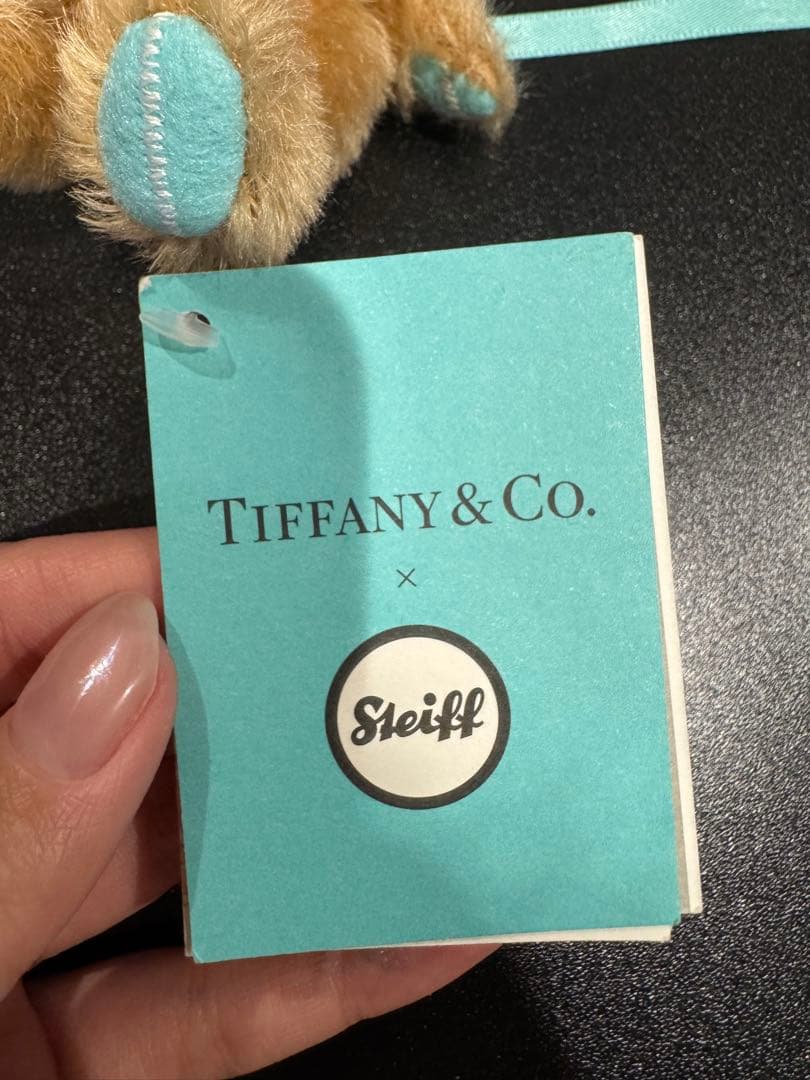 TIFFANY & CO.
×
Steiff